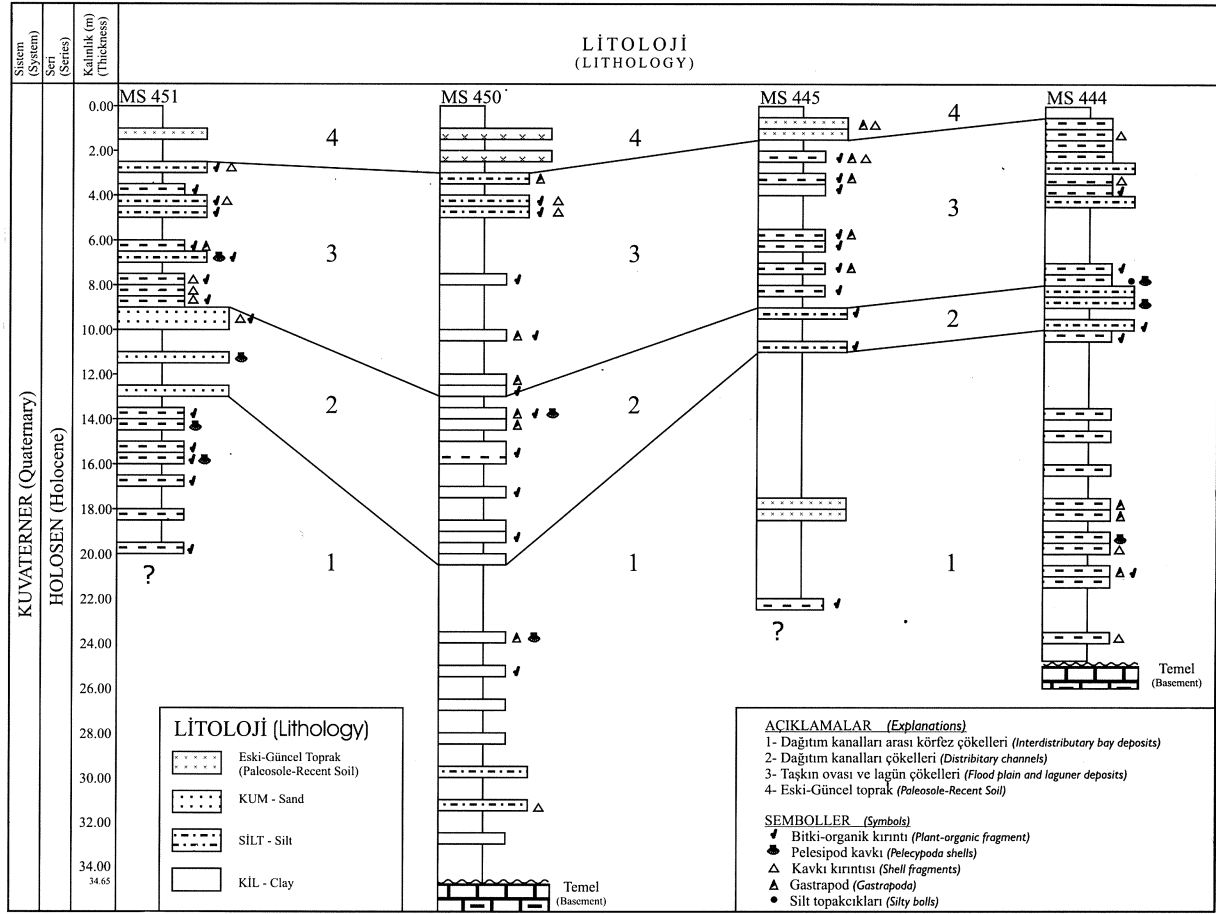 Sistem
(System)
Seri
(Series)
Kalınlık (m)
(Thickness)
LİTOLOJİ
(LITHOLOGY)
KUVATERNER (Quaternary)
HOLOSEN (Holocene)
0.00
2.00
4.00
6.00
8.00
10.00
12.00
14.00
16.00
18.00
20.00
22.00
24.00
26.00
28.00
30.00
32.00
34.00
34.65
MS 451
MS 450
MS 445
MS 444
4
4
4
3
3
3
2
2
2
1
1
1
?
?
Temel
(Basement)
Temel
(Basement)
LİTOLOJİ (Lithology)
Eski-Güncel Toprak
(Paleosole-Recent Soil)
KUM - Sand
SİLT - Silt
KİL - Clay
AÇIKLAMALAR (Explanations)
1- Dağıtım kanalları arası körfez çökelleri (Interdistributary bay deposits)
2- Dağıtım kanalları çökelleri (Distribitary channels)
3- Taşkın ovası ve lagün çökelleri (Flood plain and laguner deposits)
4- Eski-Güncel toprak (Paleosole-Recent Soil)
SEMBOLLER (Symbols)
Bitki-organik kırıntı (Plant-organic fragment)
Pelesipod kavkı (Pelecypoda shells)
Kavkı kırıntısı (Shell fragments)
Gastrapod (Gastrapoda)
Silt topakcıkları (Silty balls)